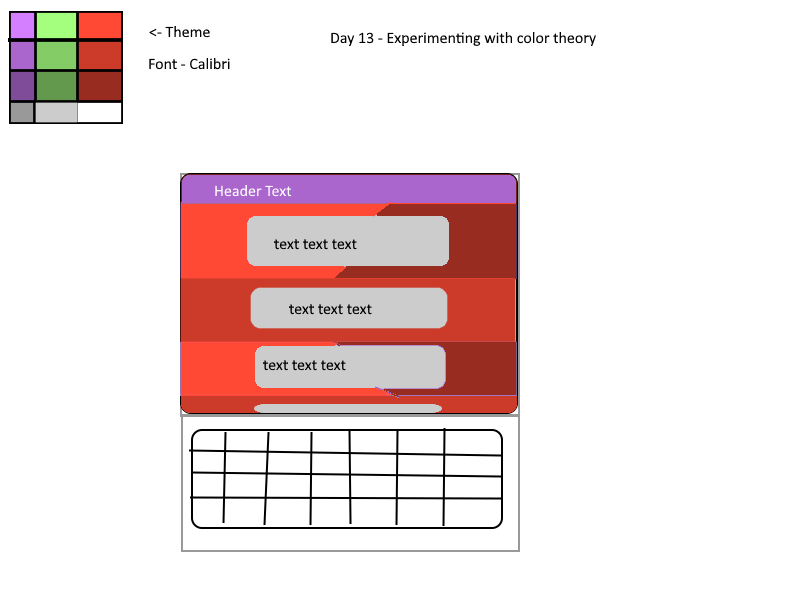 <- Theme
Day 13 - Experimenting with color theory
Font - Calibri
Header Text
text text text
text text text
text text text